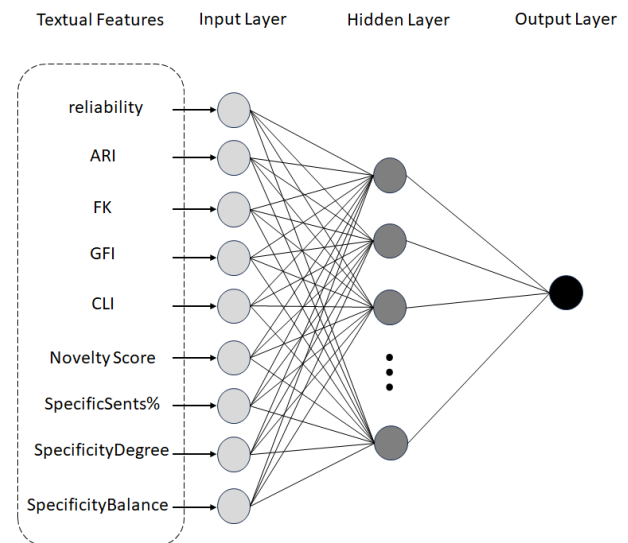 Textual Features
Input Layer
Hidden Layer
Output Layer
reliability
ARI
FK
GFI
CLI
Novelty Score
SpecificSents%
SpecificityDegree
SpecificityBalance